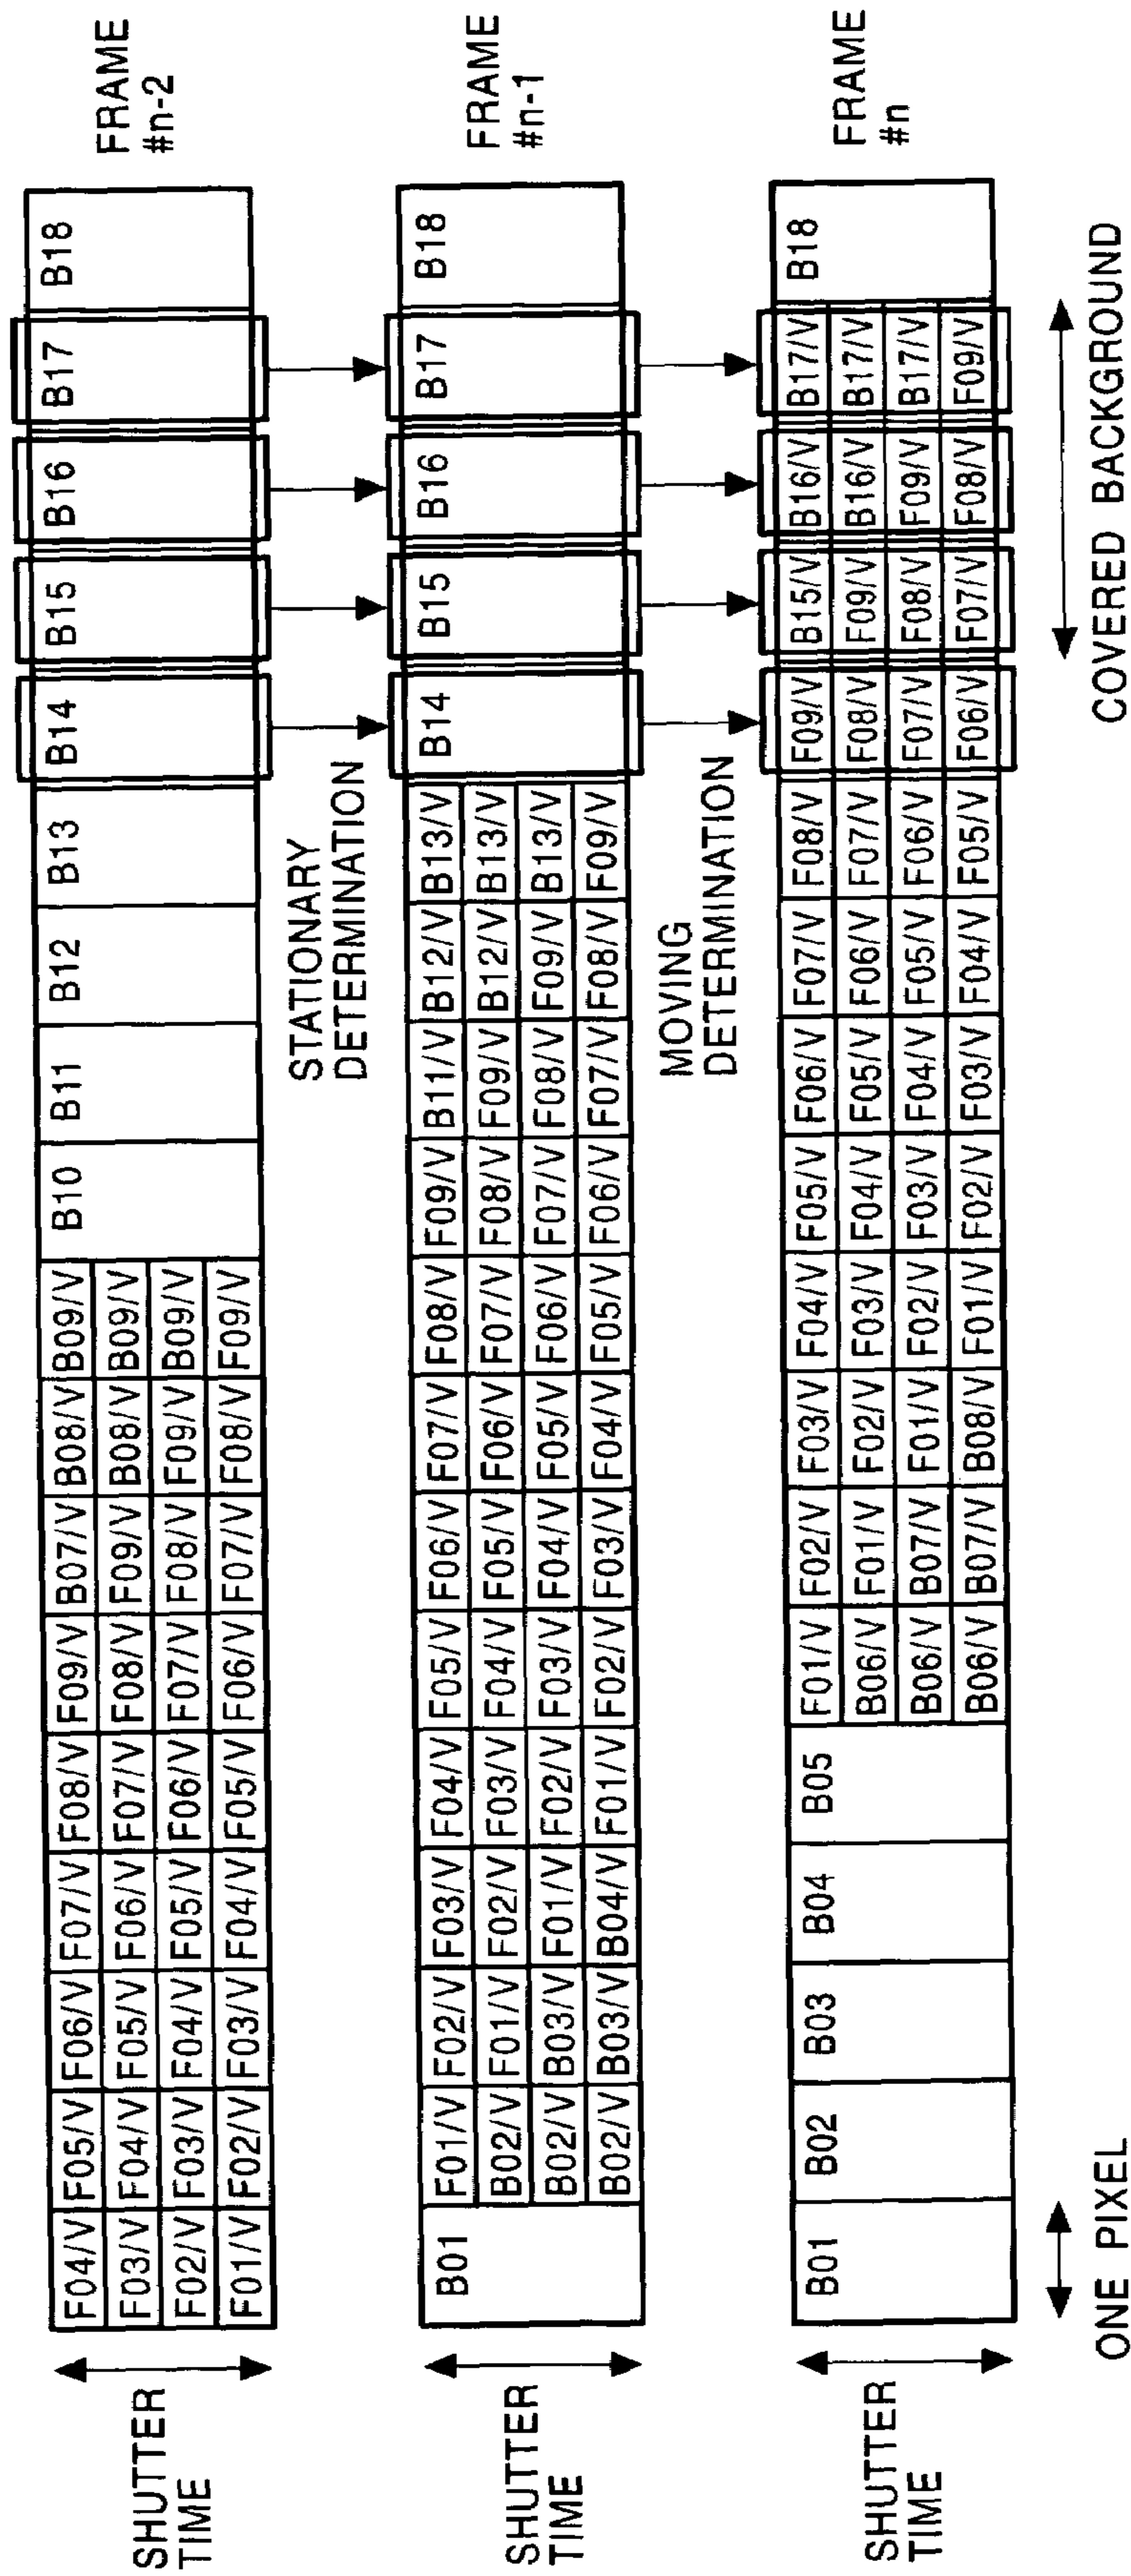 F04/V F05/V F06/V F07/V F08/V F09/V B07/V B08/V B09/V B10 B11 B12 B13 B14 B15 B16 B17 B18
F03/V F04/V F05/V F06/V F07/V F08/V F09/V B08/V B09/V
F02/V F03/V F04/V F05/V F06/V F07/V F08/V F09/V B09/V
F01/V F02/V F03/V F04/V F05/V F06/V F07/V F08/V F09/V
SHUTTER
TIME
FRAME
#n-2
STATIONARY
DETERMINATION
B01 F01/V F02/V F03/V F04/V F05/V F06/V F07/V F08/V F09/V B11/V B12/V B13/V B14 B15 B16 B17 B18
B02/V F01/V F02/V F03/V F04/V F05/V F06/V F07/V F08/V F09/V B12/V B13/V
B02/V B03/V F01/V F02/V F03/V F04/V F05/V F06/V F07/V F08/V F09/V B13/V
B02/V B03/V B04/V F01/V F02/V F03/V F04/V F05/V F06/V F07/V F08/V F09/V
SHUTTER
TIME
FRAME
#n-1
MOVING
DETERMINATION
B01 B02 B03 B04 B05 F01/V F02/V F03/V F04/V F05/V F06/V F07/V F08/V F09/V B15/V B16/V B17/V B18
B06/V F01/V F02/V F03/V F04/V F05/V F06/V F07/V F08/V F09/V B16/V B17/V
B06/V B07/V F01/V F02/V F03/V F04/V F05/V F06/V F07/V F08/V F09/V B17/V
B06/V B07/V B08/V F01/V F02/V F03/V F04/V F05/V F06/V F07/V F08/V F09/V
SHUTTER
TIME
FRAME
#n
ONE PIXEL
COVERED BACKGROUND